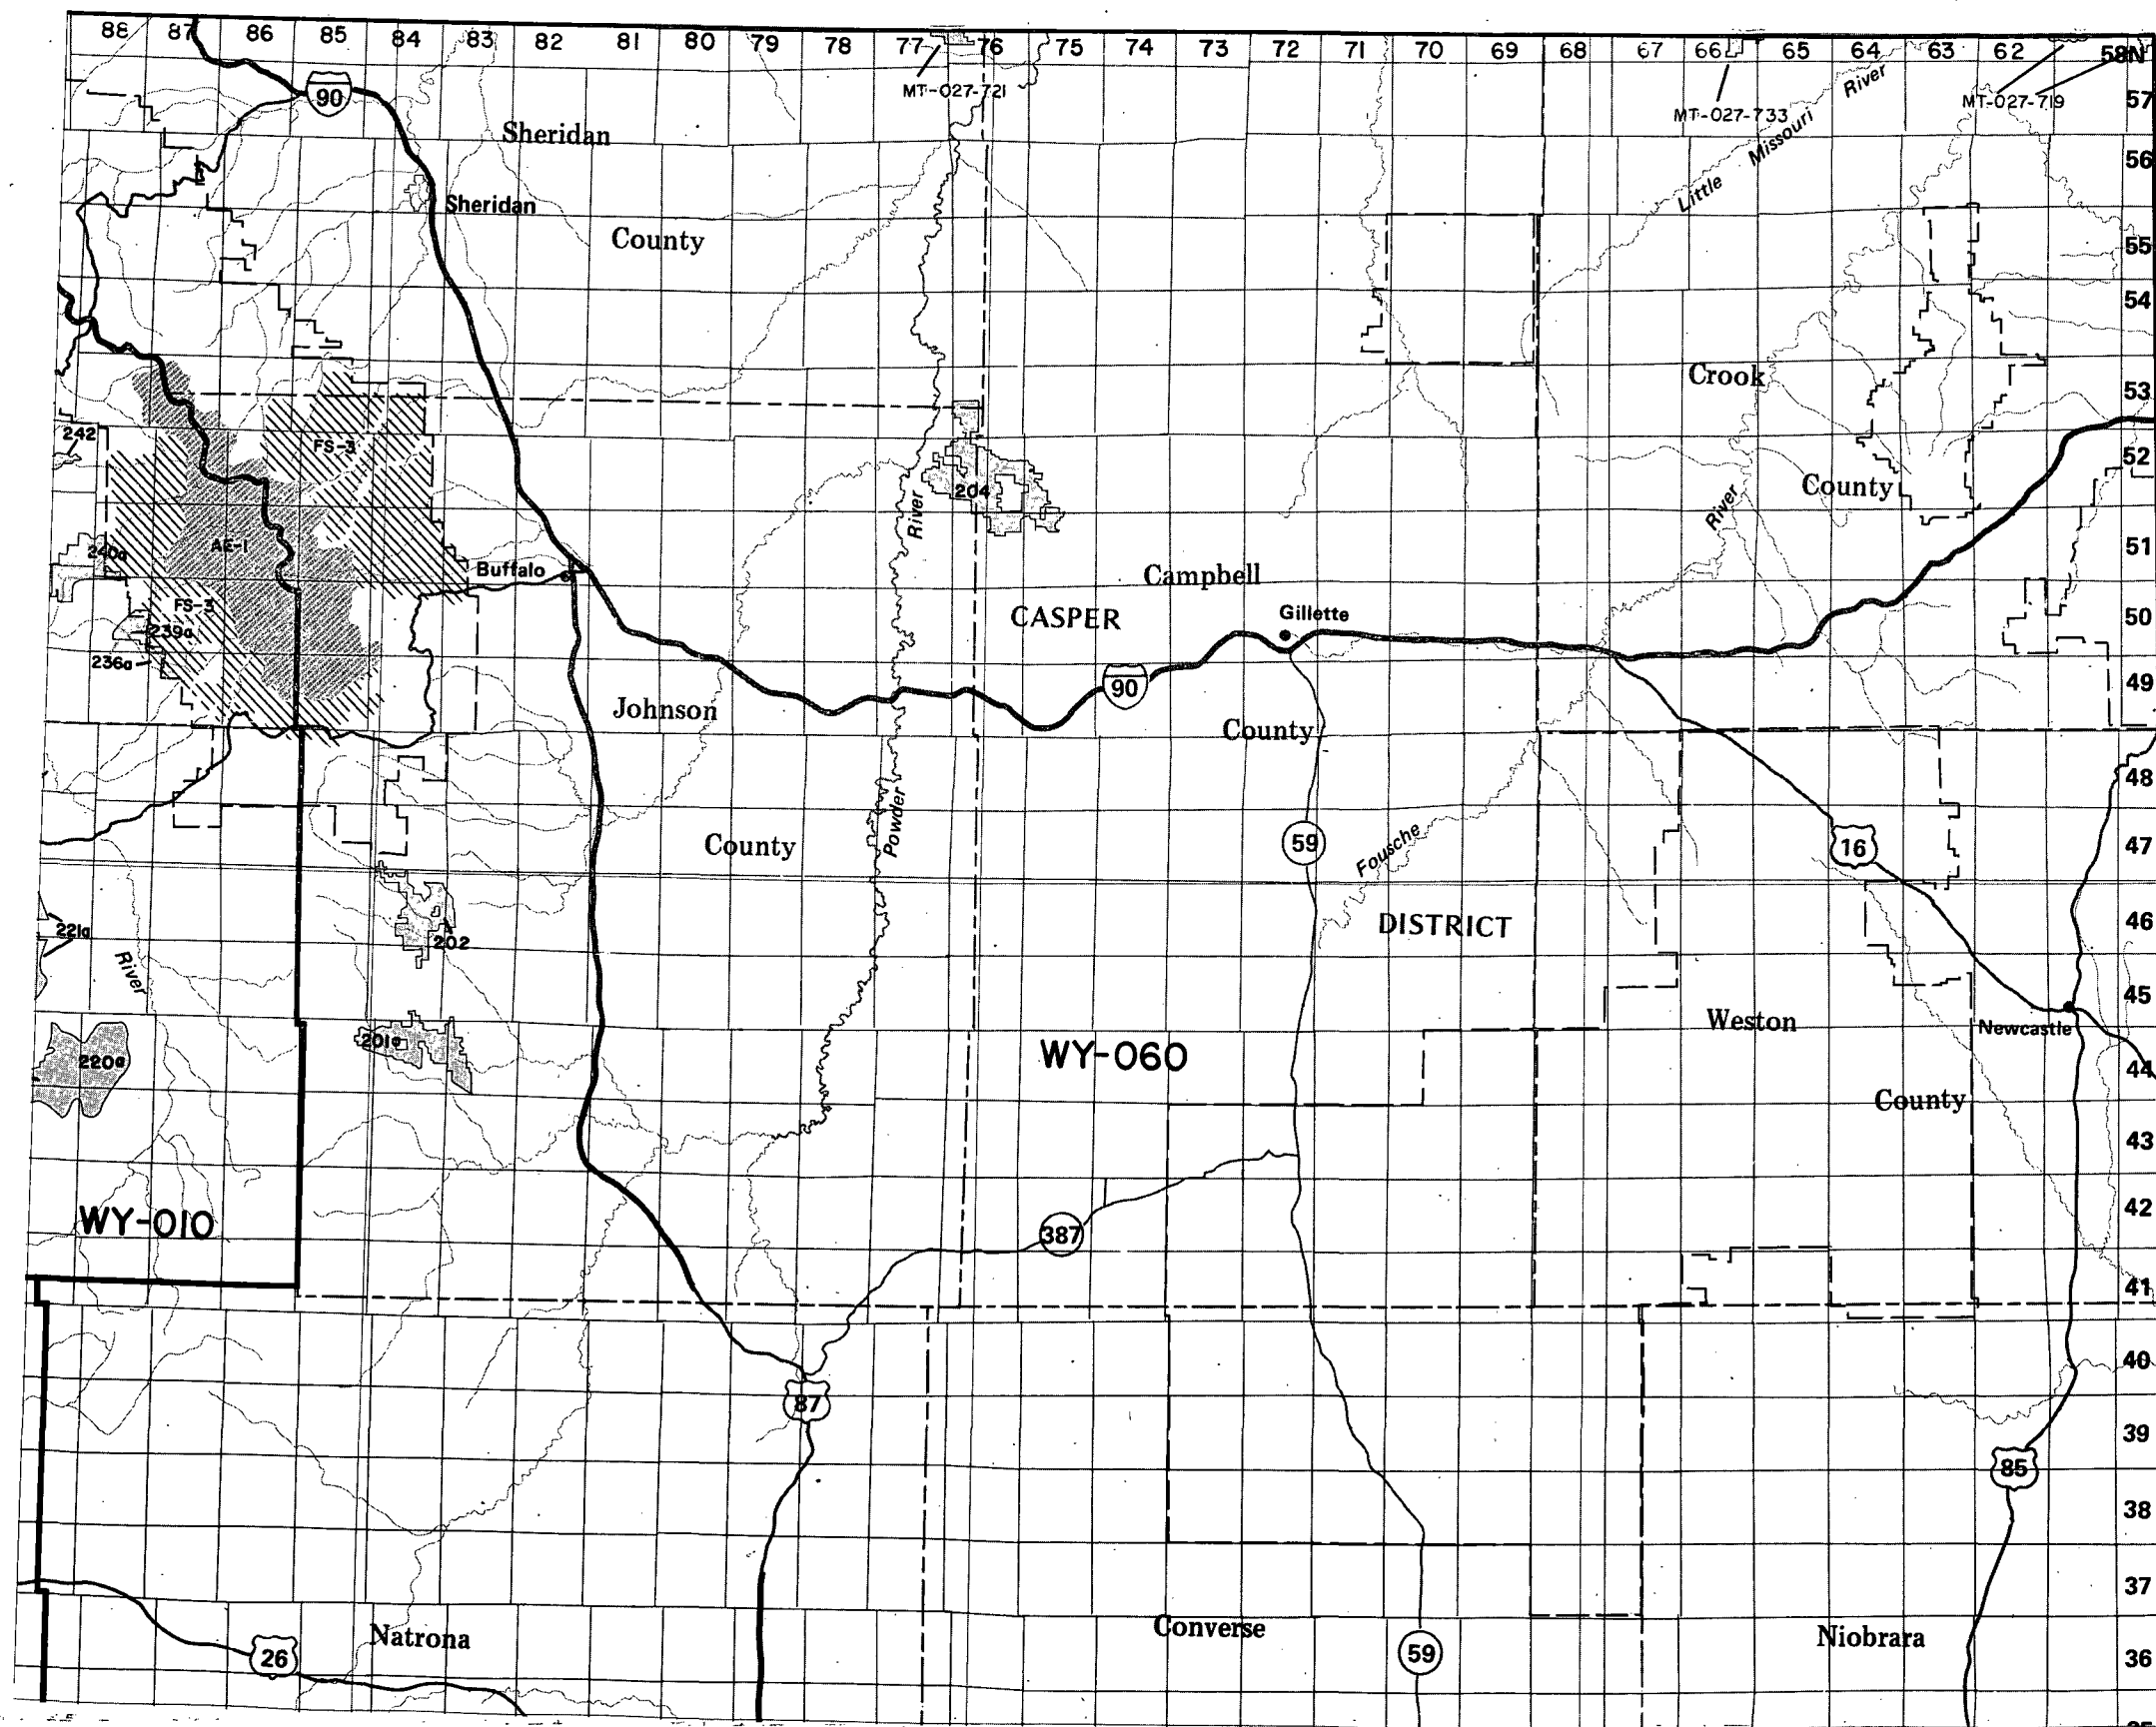 88 87 86 85 84 83 82 81 80 79 78 77 76 75 74 73 72 71 70 69 68 67 66 65 64 63 62 58N
90
MT-027-721
MT-027-733
MT-027-719
57
Little Missouri River
Sheridan
56
Sheridan
County
55
54
Crook
53
242
FS-3
52
204
County
River
River
240a
AE-1
51
Buffalo
Campbell
FS-3
239a
CASPER
Gillette
50
236a
90
49
Johnson
County
48
Powder
County
59
Fousche
16
47
221a
202
DISTRICT
46
River
45
Weston
Newcastle
220a
201a
WY-060
44
County
43
WY-010
387
42
41
40
87
39
85
38
37
Natrona
Converse
Niobrara
26
59
36